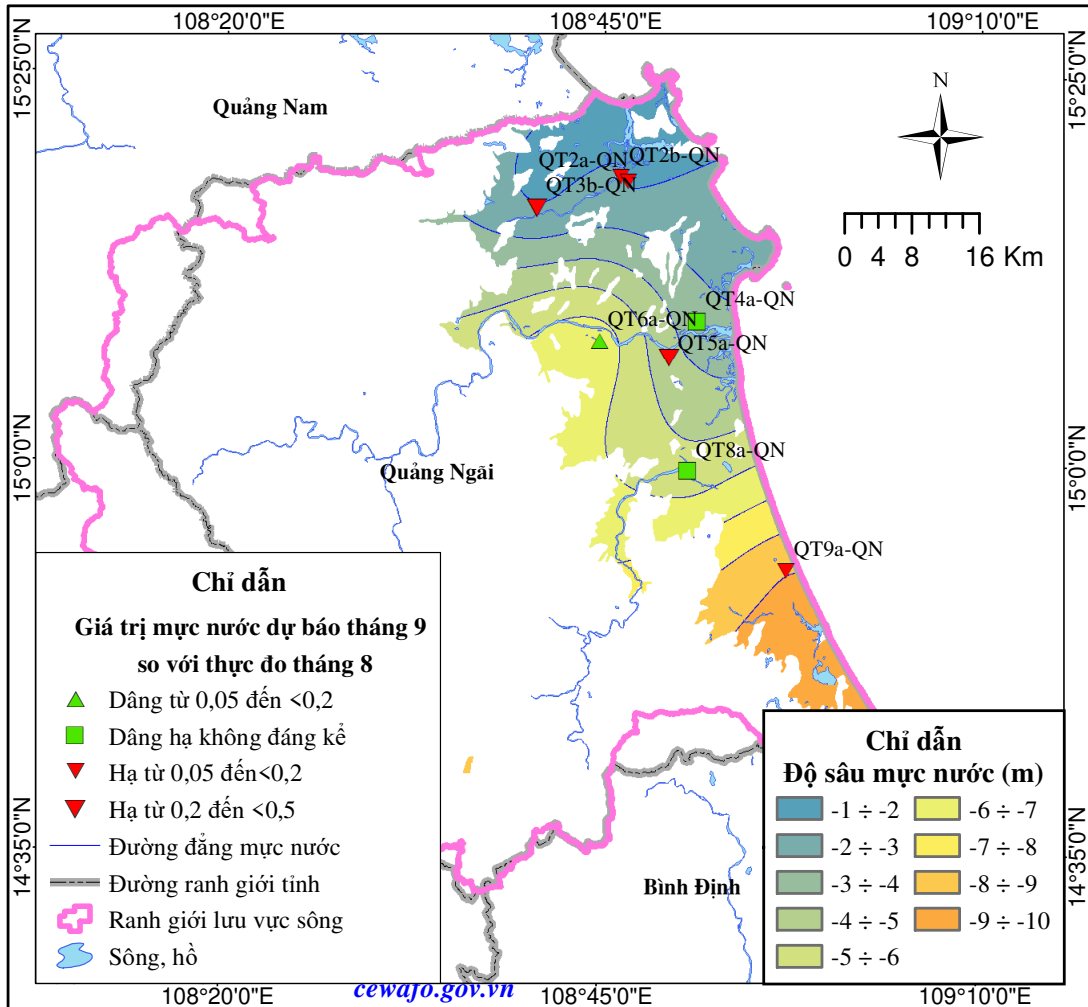 108°20'0"E 108°45'0"E 109°10'0"E
15°25'0"N
15°25'0"N
N
Quảng Nam
QT2a-QN
QT2b-QN
QT3b-QN
0 4 8 16 Km
QT4a-QN
QT6a-QN
QT5a-QN
15°0'0"N
15°0'0"N
QT8a-QN
Quảng Ngãi
QT9a-QN
Chỉ dẫn
Giá trị mực nước dự báo tháng 9
so với thực đo tháng 8
Dâng từ 0,05 đến <0,2
Dâng hạ không đáng kể
Hạ từ 0,05 đến<0,2
Hạ từ 0,2 đến <0,5
Đường đẳng mực nước
Đường ranh giới tỉnh
Ranh giới lưu vực sông
Sông, hồ
14°35'0"N
14°35'0"N
Bình Định
Chỉ dẫn
Độ sâu mực nước (m)
-1 ÷ -2
-2 ÷ -3
-3 ÷ -4
-4 ÷ -5
-5 ÷ -6
-6 ÷ -7
-7 ÷ -8
-8 ÷ -9
-9 ÷ -10
cewafo.gov.vn
108°20'0"E 108°45'0"E 109°10'0"E